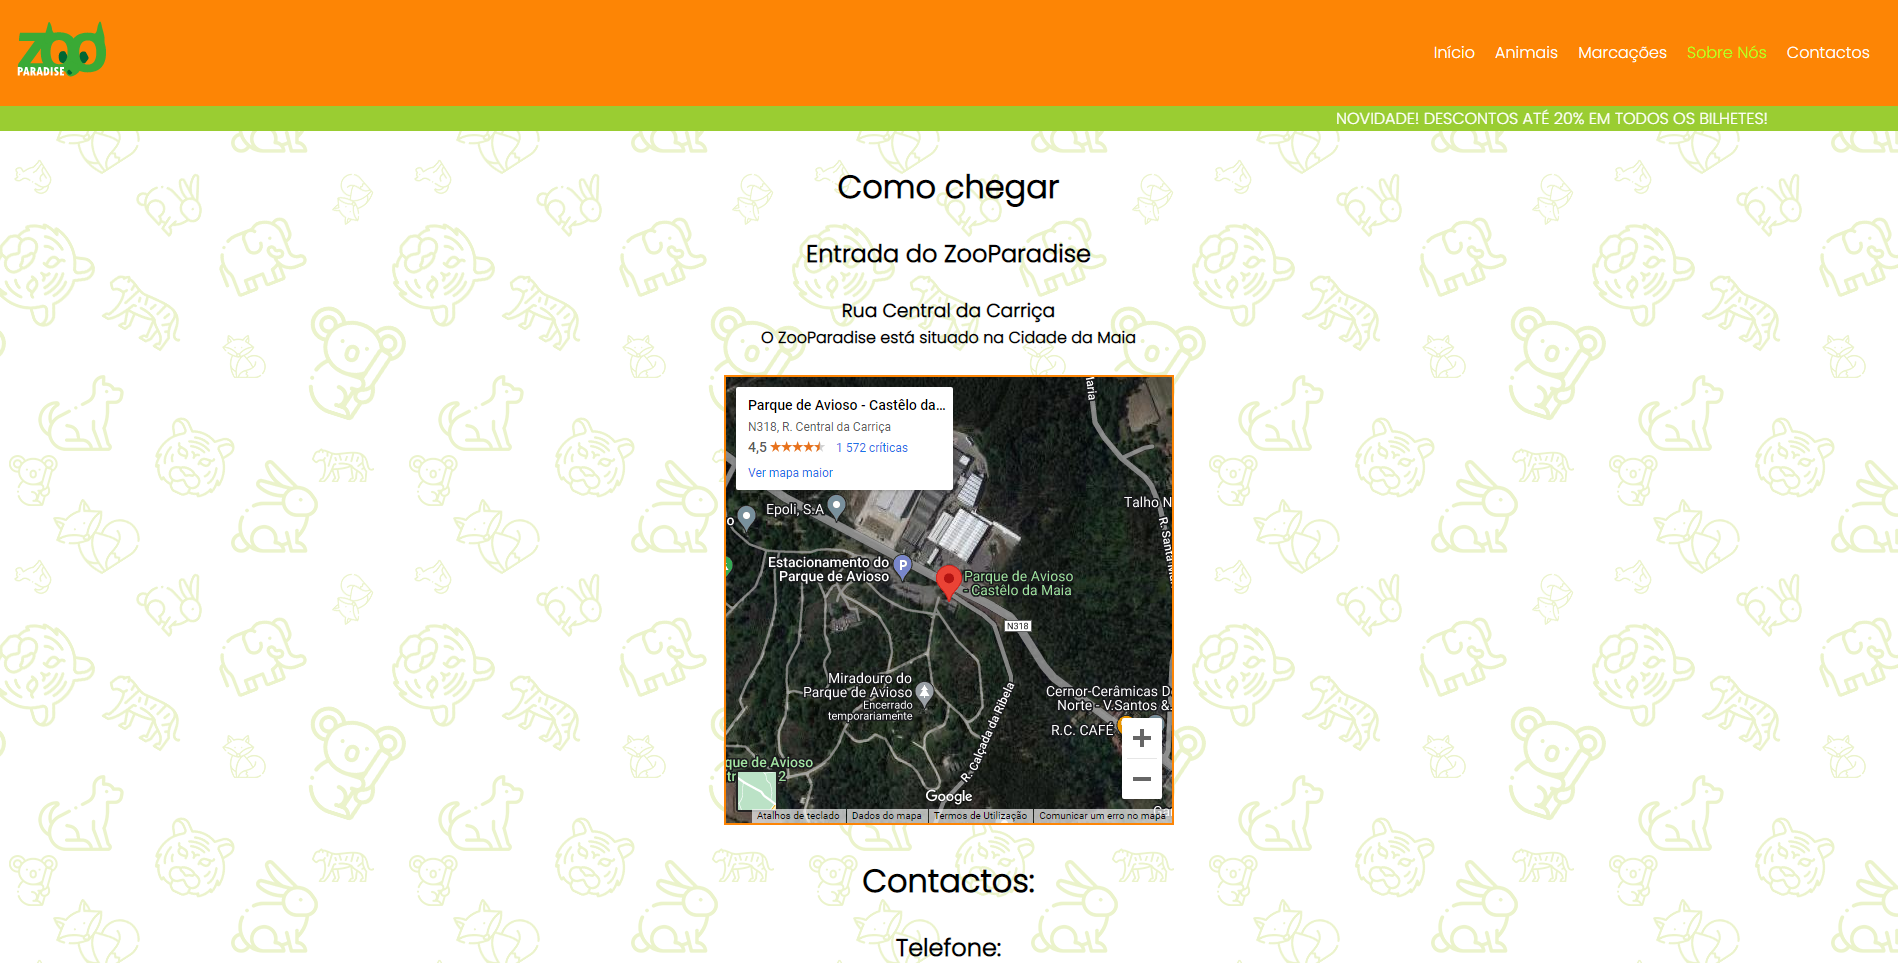 ZOO
PARADISE
Início
Animais
Marcações
Sobre Nós
Contactos
NOVIDADE! DESCONTOS ATÉ 20% EM TODOS OS BILHETES!
Como chegar
Entrada do ZooParadise
Rua Central da Carriça
O ZooParadise está situado na Cidade da Maia
Parque de Avioso - Castêlo da...
N318, R. Central da Carriça
4,5
1 572 críticas
Ver mapa maior
Talho N
Epoli, S.A
R. Santa
Estacionamento do
Parque de Avioso
P
Parque de Avioso
- Castêlo da Maia
N318
Miradouro do
Parque de Avioso
Encerrado
temporariamente
R. Calçada da Ribela
Cernor-Cerâmicas D
Norte - V.Santos &
R.C. CAFÉ
que de Avioso
2
Google
Atalhos de teclado
Dados do mapa
Termos de Utilização
Comunicar um erro no mapa
Contactos:
Telefone: